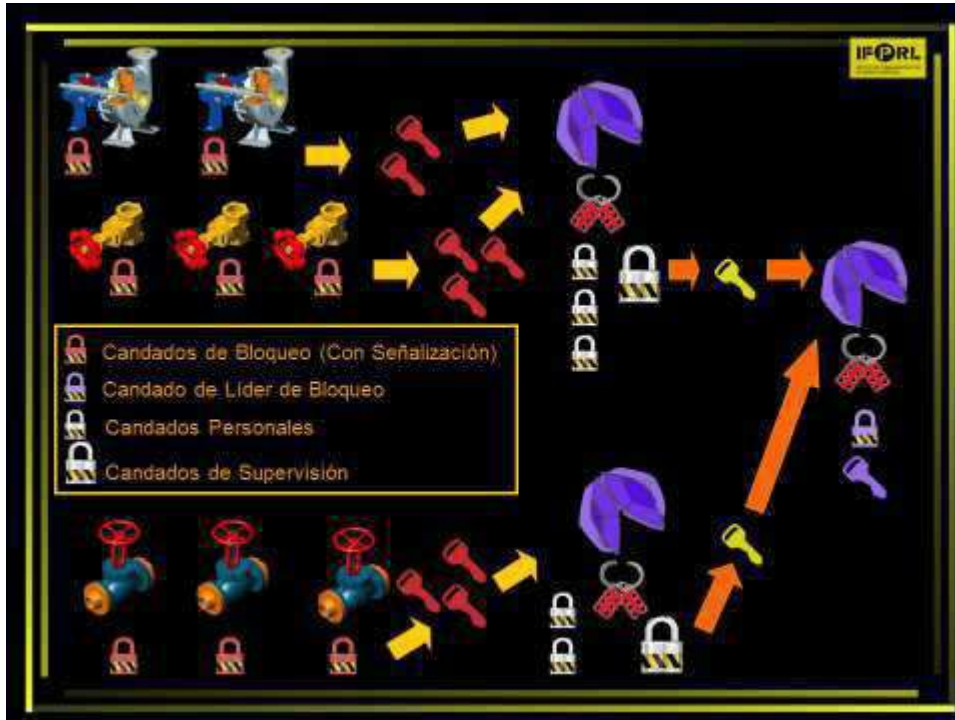 IFPRL
Candados de Bloqueo (Con Señalización)
Candado de Líder de Bloqueo
Candados Personales
Candados de Supervisión